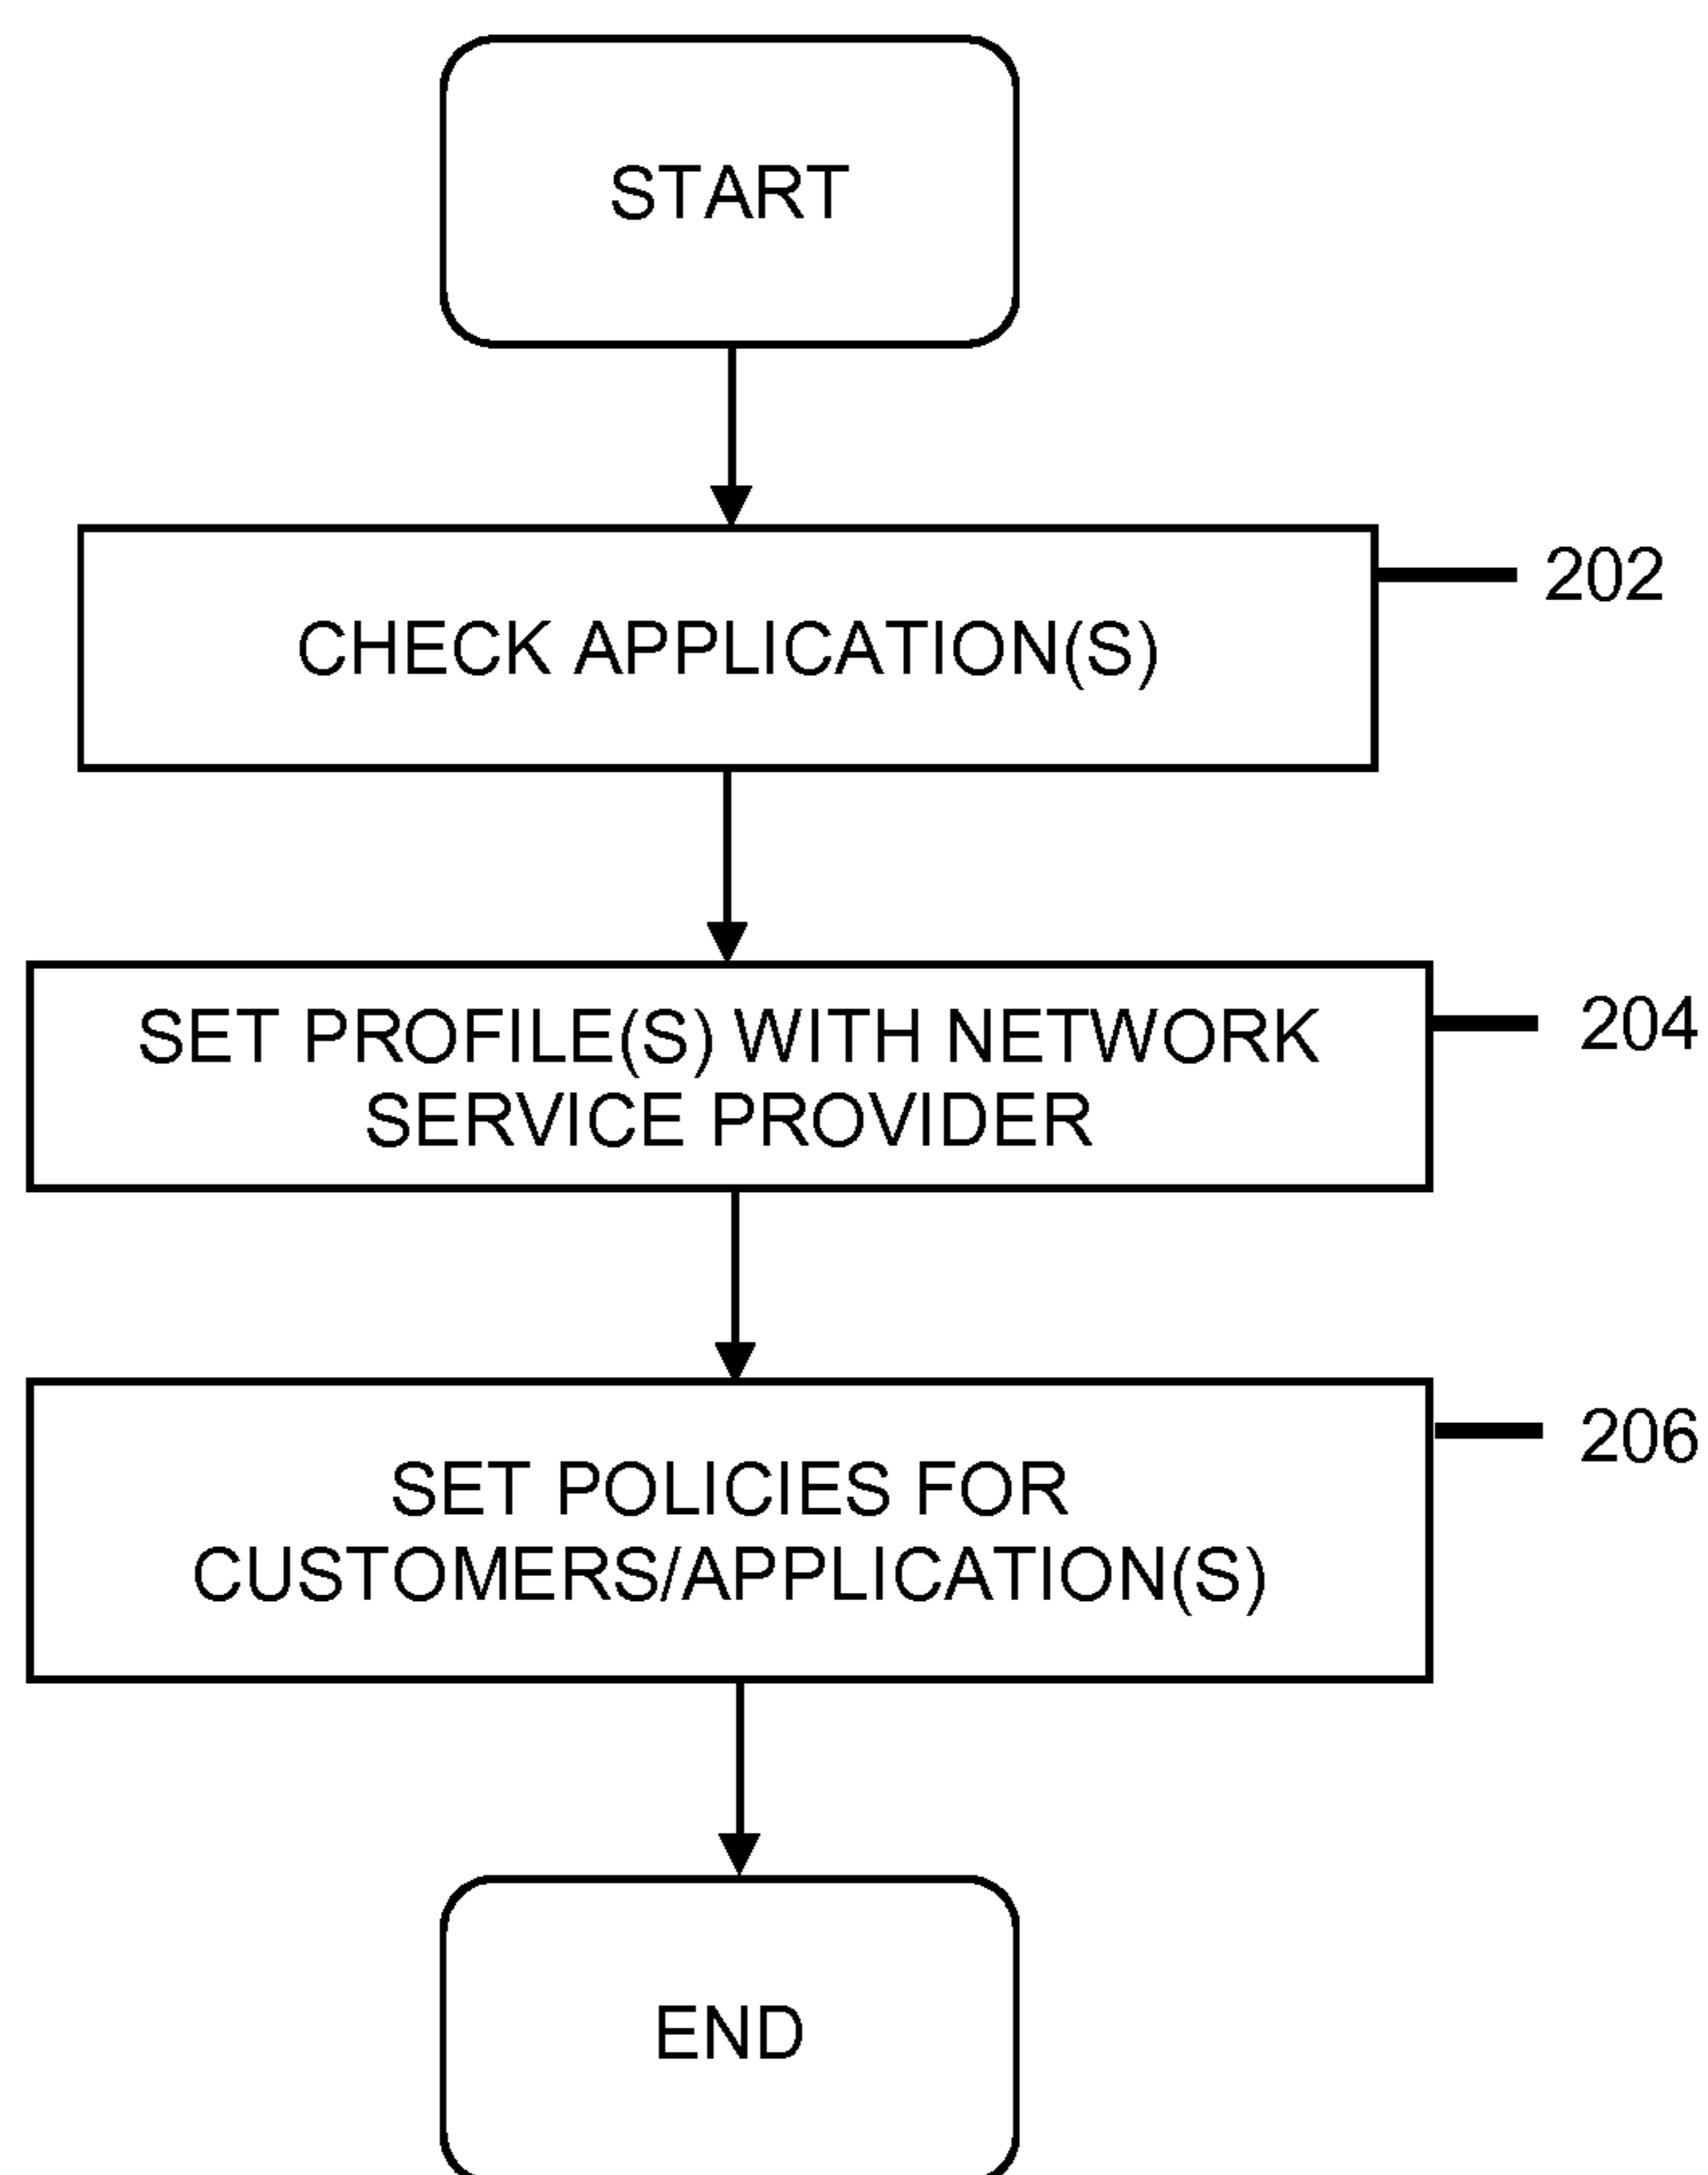 START
CHECK APPLICATION(S)
202
SET PROFILE(S) WITH NETWORK
SERVICE PROVIDER
204
SET POLICIES FOR
CUSTOMERS/APPLICATION(S)
206
END